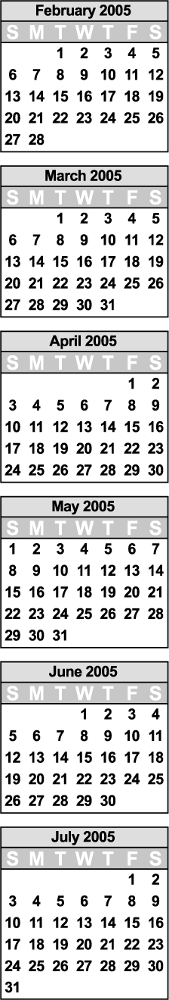 February 2005
S M T W T F S
1 2 3 4 5
6 7 8 9 10 11 12
13 14 15 16 17 18 19
20 21 22 23 24 25 26
27 28
March 2005
S M T W T F S
1 2 3 4 5
6 7 8 9 10 11 12
13 14 15 16 17 18 19
20 21 22 23 24 25 26
27 28 29 30 31
April 2005
S M T W T F S
1 2
3 4 5 6 7 8 9
10 11 12 13 14 15 16
17 18 19 20 21 22 23
24 25 26 27 28 29 30
May 2005
S M T W T F S
1 2 3 4 5 6 7
8 9 10 11 12 13 14
15 16 17 18 19 20 21
22 23 24 25 26 27 28
29 30 31
June 2005
S M T W T F S
1 2 3 4
5 6 7 8 9 10 11
12 13 14 15 16 17 18
19 20 21 22 23 24 25
26 27 28 29 30
July 2005
S M T W T F S
1 2
3 4 5 6 7 8 9
10 11 12 13 14 15 16
17 18 19 20 21 22 23
24 25 26 27 28 29 30
31